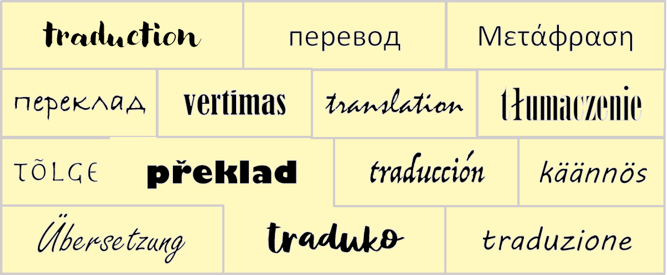 traduction перевод Μετάφραση
переклад vertimas translation tłumaczenie
TÕLGE překlad traducción käännös
Übersetzung traduko traduzione